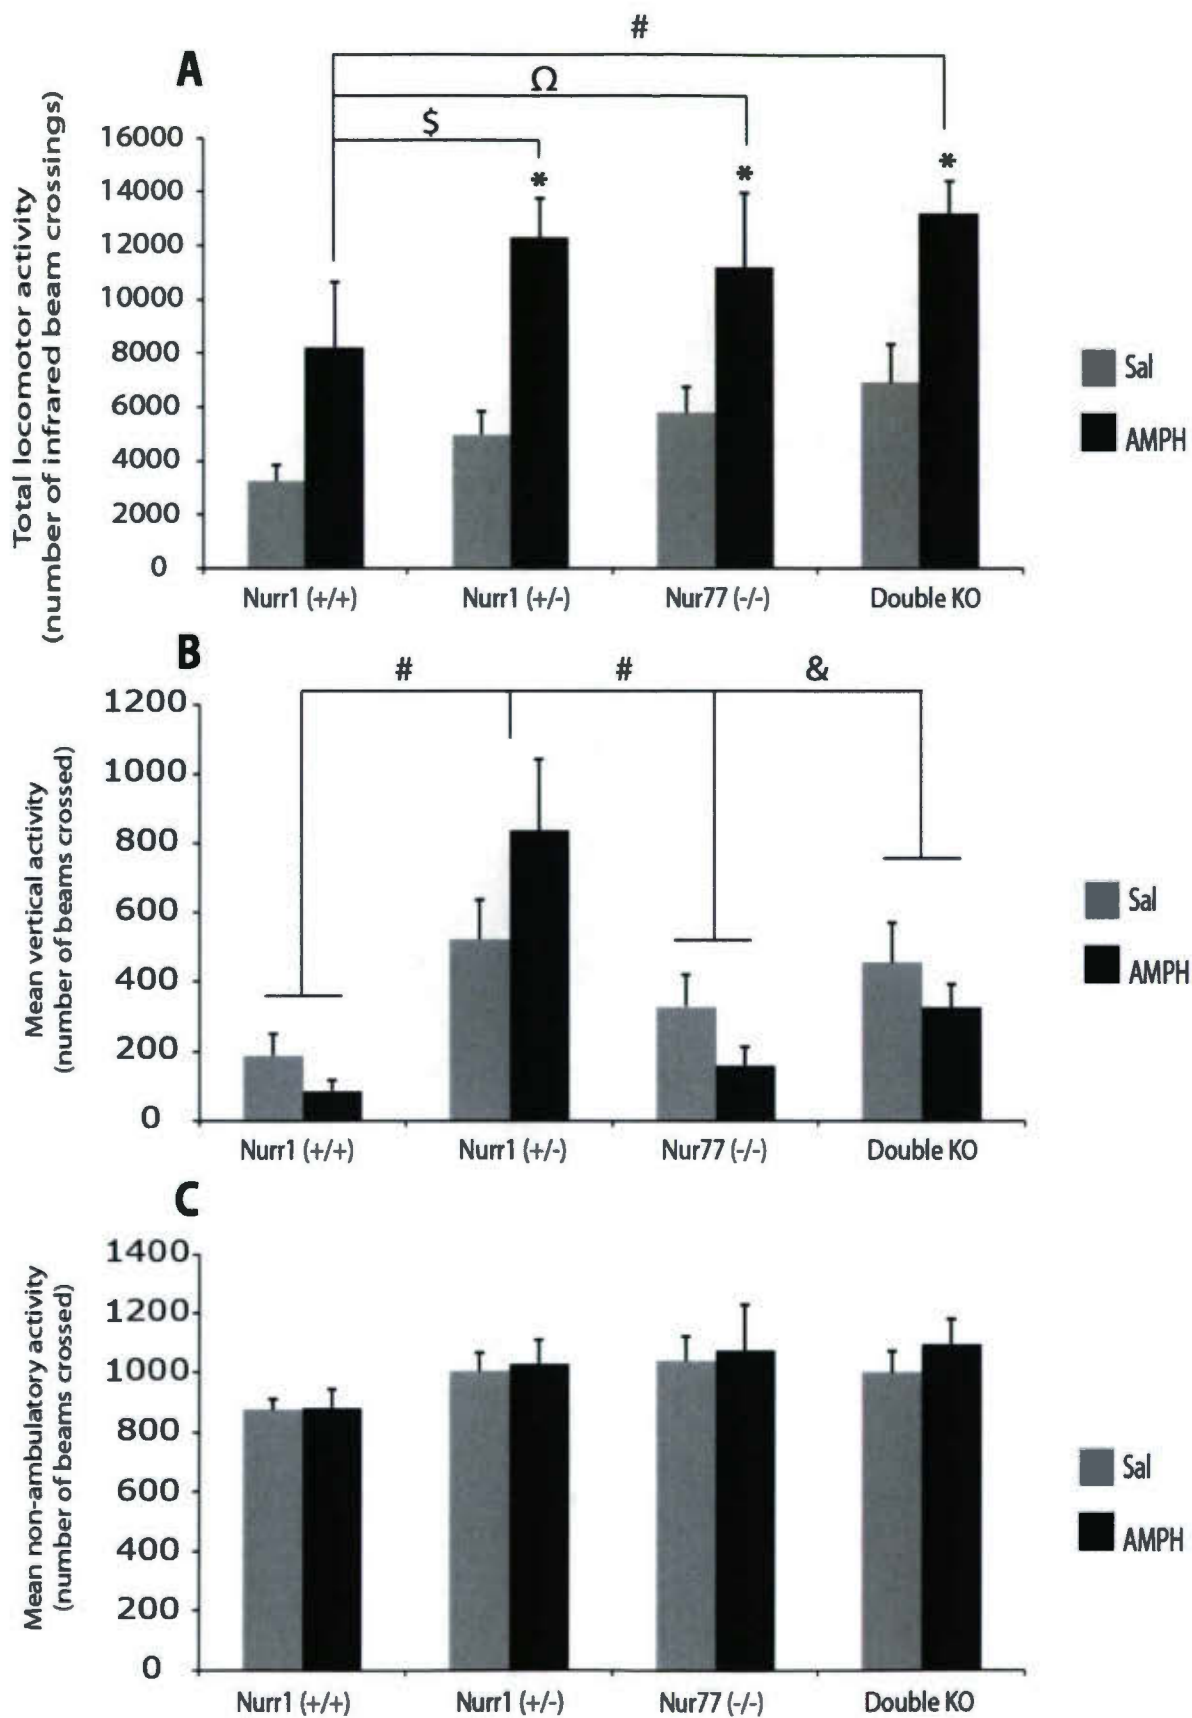 #
A
Ω
$
Total locomotor activity
(number of infrared beam crossings)
16000
14000
12000
10000
8000
6000
4000
2000
0
*
*
*
Sal
AMPH
Nurr1 (+/+)
Nurr1 (+/-)
Nur77 (-/-)
Double KO
B
#
#
&
Mean vertical activity
(number of beams crossed)
1200
1000
800
600
400
200
0
Sal
AMPH
Nurr1 (+/+)
Nurr1 (+/-)
Nur77 (-/-)
Double KO
C
Mean non-ambulatory activity
(number of beams crossed)
1400
1200
1000
800
600
400
200
0
Sal
AMPH
Nurr1 (+/+)
Nurr1 (+/-)
Nur77 (-/-)
Double KO